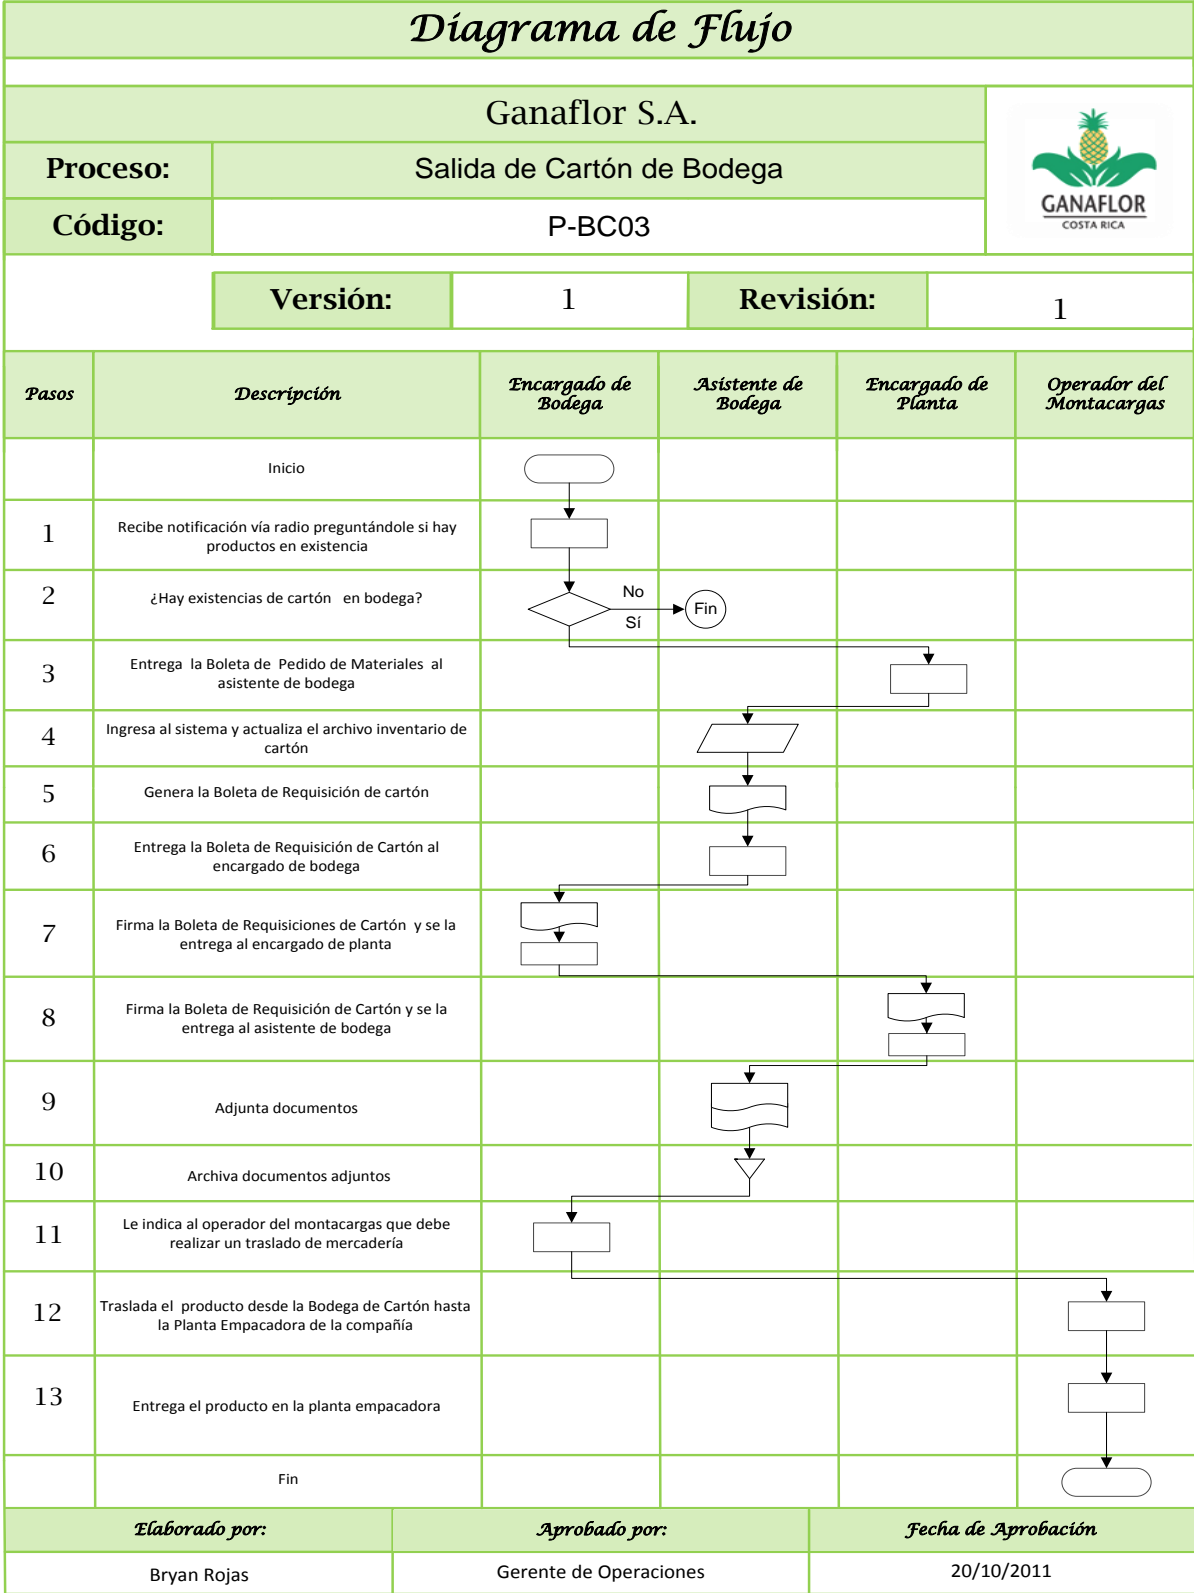 Diagrama de Flujo
Ganaflor S.A.
Proceso:
Salida de Cartón de Bodega
GANAFLOR
COSTA RICA
Código:
P-BC03
Versión:
1
Revisión:
1
Pasos
Descripción
Encargado de
Bodega
Asistente de
Bodega
Encargado de
Planta
Operador del
Montacargas
Inicio
1
Recibe notificación vía radio preguntándole si hay
productos en existencia
2
¿Hay existencias de cartón en bodega?
No
Sí
Fin
3
Entrega la Boleta de Pedido de Materiales al
asistente de bodega
4
Ingresa al sistema y actualiza el archivo inventario de
cartón
5
Genera la Boleta de Requisición de cartón
6
Entrega la Boleta de Requisición de Cartón al
encargado de bodega
7
Firma la Boleta de Requisiciones de Cartón y se la
entrega al encargado de planta
8
Firma la Boleta de Requisición de Cartón y se la
entrega al asistente de bodega
9
Adjunta documentos
10
Archiva documentos adjuntos
11
Le indica al operador del montacargas que debe
realizar un traslado de mercadería
12
Traslada el producto desde la Bodega de Cartón hasta
la Planta Empacadora de la compañía
13
Entrega el producto en la planta empacadora
Fin
Elaborado por:
Aprobado por:
Fecha de Aprobación
Bryan Rojas
Gerente de Operaciones
20/10/2011